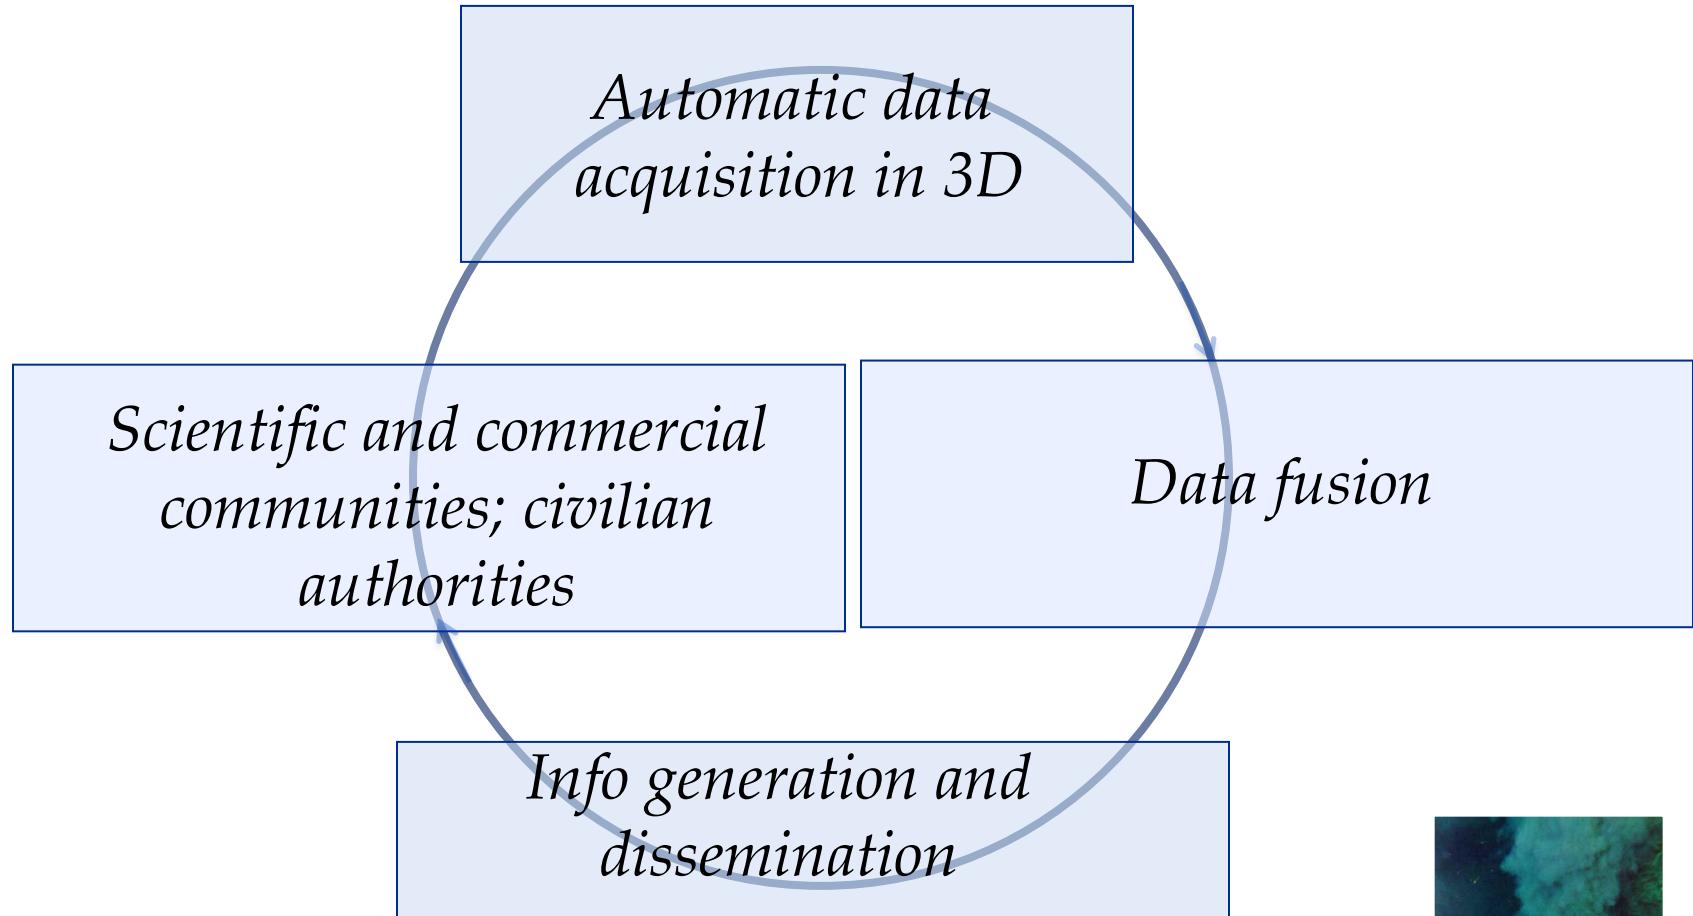 Automatic data
acquisition in 3D
Scientific and commercial
communities; civilian
authorities
Data fusion
Info generation and
dissemination